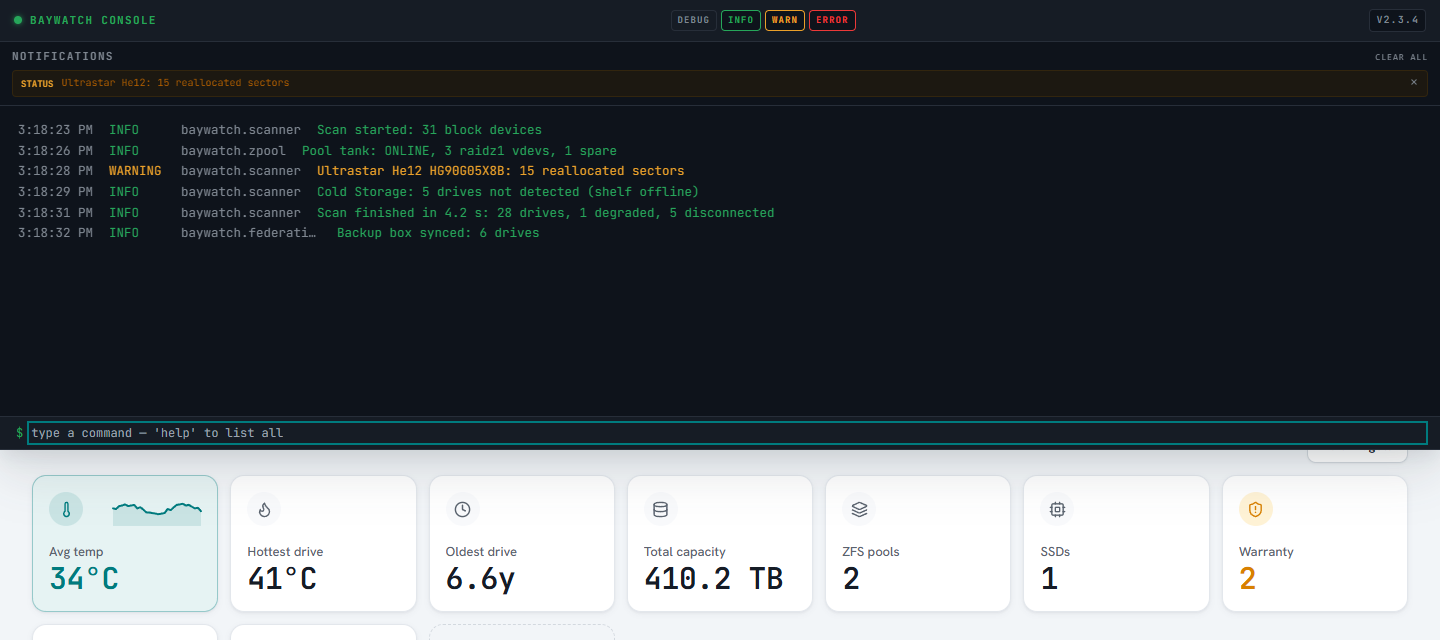 BAYWATCH CONSOLE DEBUG INFO WARN ERROR V2.3.4
NOTIFICATIONS CLEAR ALL
STATUS Ultrastar He12: 15 reallocated sectors ×
3:18:23 PM INFO baywatch.scanner Scan started: 31 block devices
3:18:26 PM INFO baywatch.zpool Pool tank: ONLINE, 3 raidz1 vdevs, 1 spare
3:18:28 PM WARNING baywatch.scanner Ultrastar He12 HG90G05X8B: 15 reallocated sectors
3:18:29 PM INFO baywatch.scanner Cold Storage: 5 drives not detected (shelf offline)
3:18:31 PM INFO baywatch.scanner Scan finished in 4.2 s: 28 drives, 1 degraded, 5 disconnected
3:18:32 PM INFO baywatch.federati… Backup box synced: 6 drives
$ type a command — 'help' to list all
Avg temp
34°C
Hottest drive
41°C
Oldest drive
6.6y
Total capacity
410.2 TB
ZFS pools
2
SSDs
1
Warranty
2